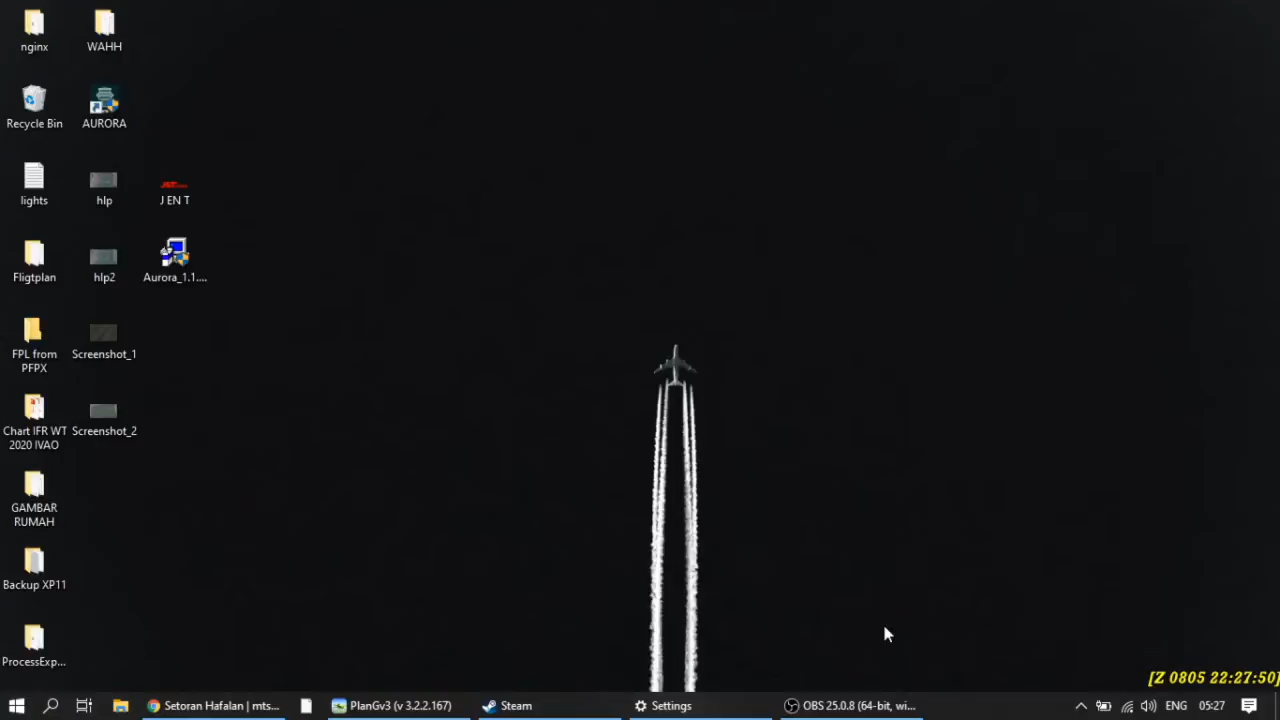 nginx
WAHH
Recycle Bin
AURORA
lights
hlp
J EN T
Fligtplan
hlp2
Aurora_1.1....
FPL from
PFPX
Screenshot_1
Chart IFR WT
2020 IVAO
Screenshot_2
GAMBAR
RUMAH
Backup XP11
ProcessExp...
[Z 0805 22:27:50]
Setoran Hafalan | mts...
PlanGv3 (v 3.2.2.167)
Steam
Settings
OBS 25.0.8 (64-bit, wi...
ENG
05:27